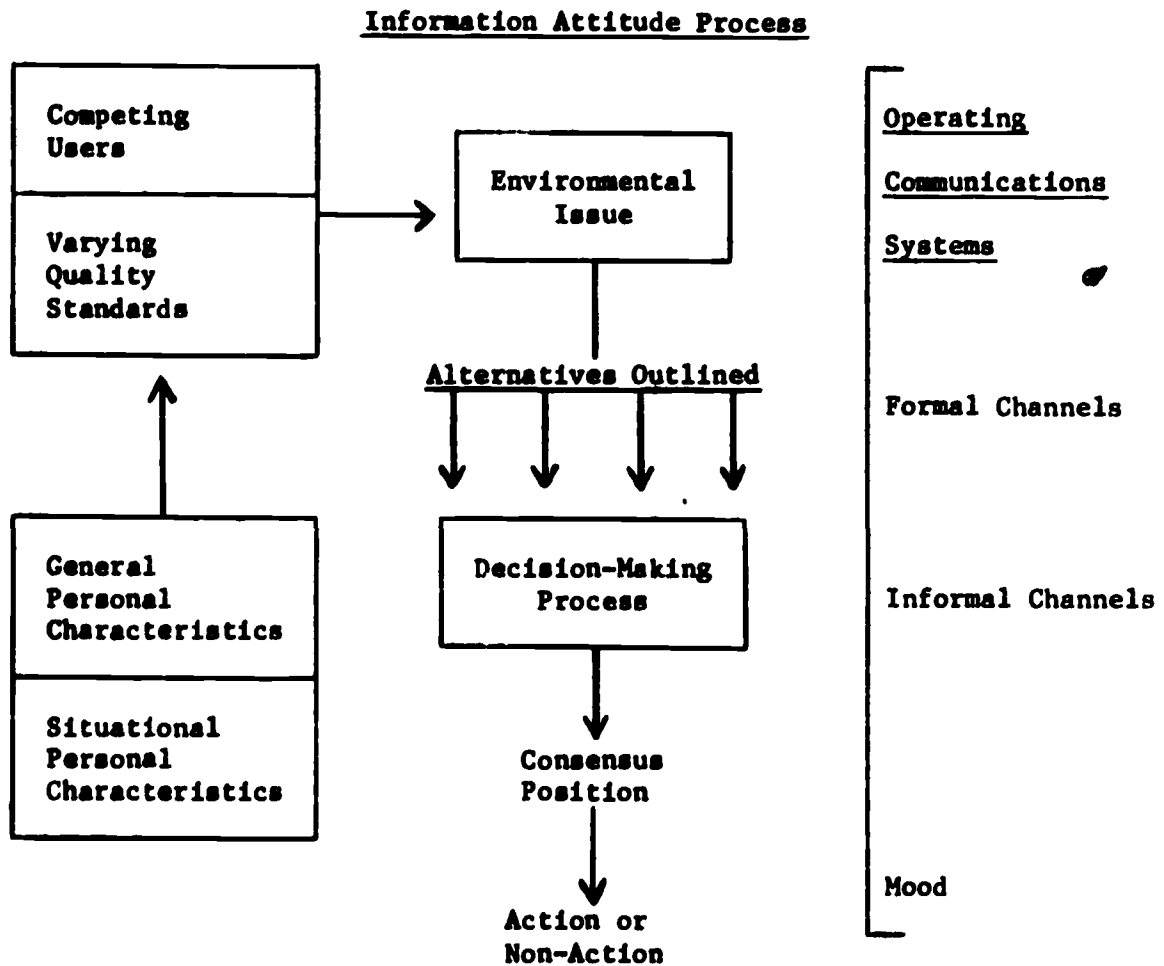 Information Attitude Process
Competing
Users
Varying
Quality
Standards
General
Personal
Characteristics
Situational
Personal
Characteristics
Environmental
Issue
Alternatives Outlined
Decision-Making
Process
Consensus
Position
Action or
Non-Action
Operating
Communications
Systems
Formal Channels
Informal Channels
Mood